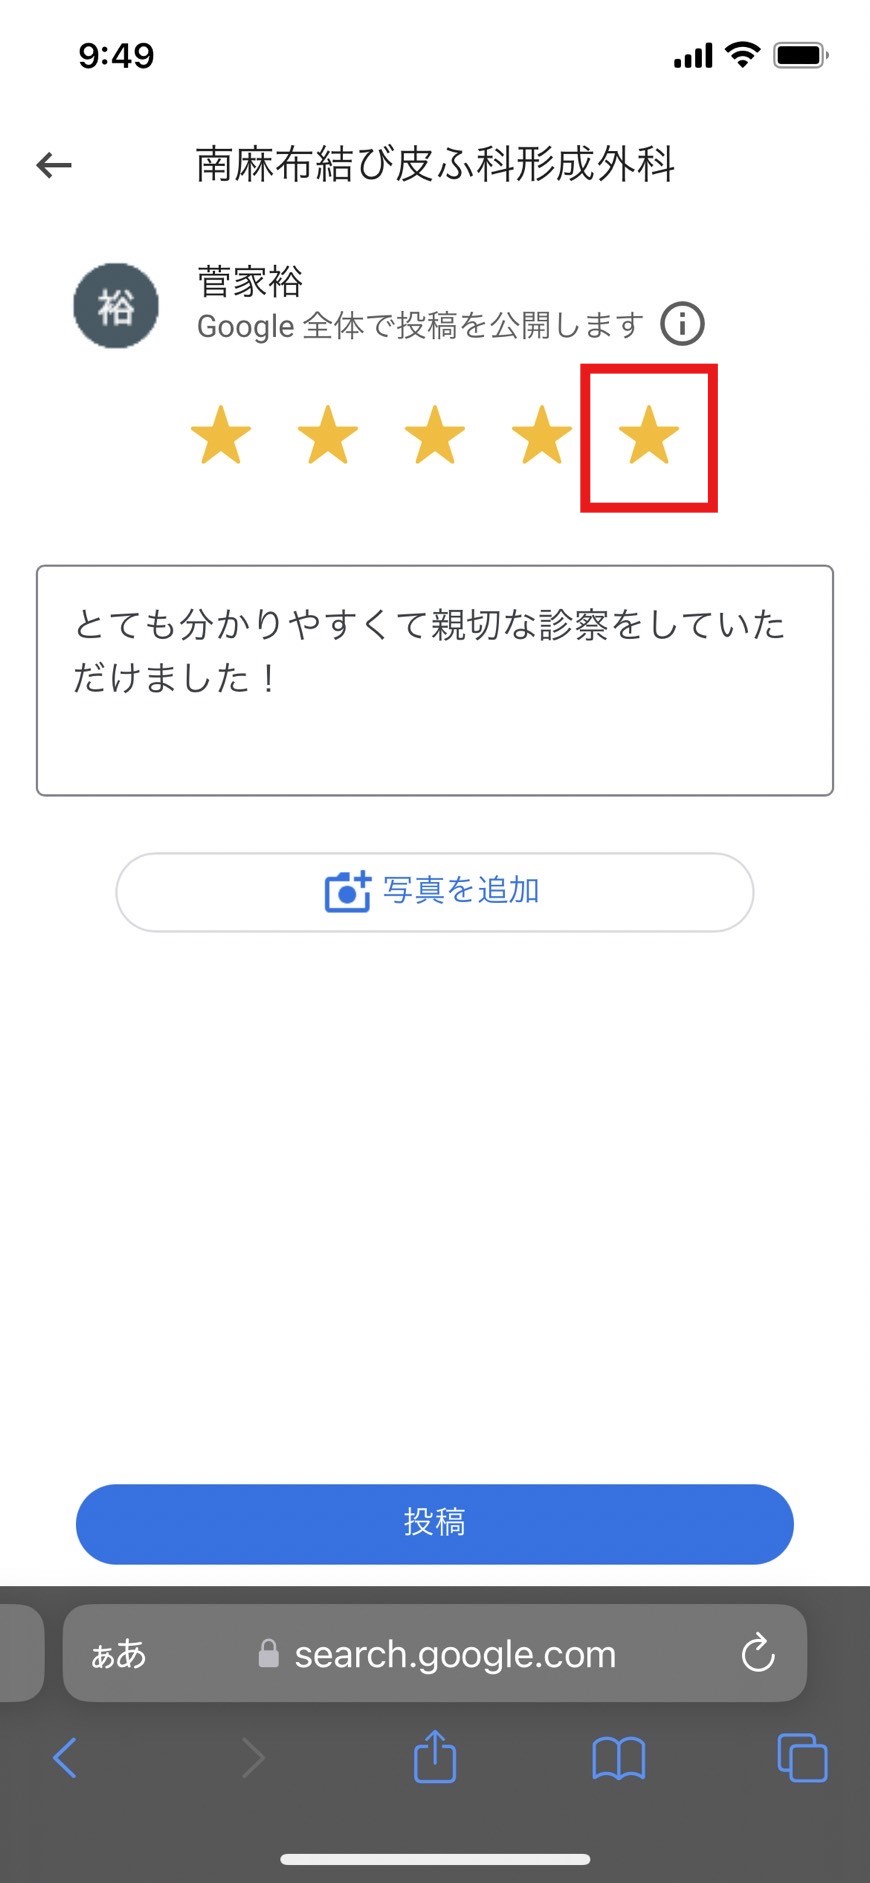 9:49
南麻布結び皮ふ科形成外科
裕
菅家裕
Google 全体で投稿を公開します
とても分かりやすくて親切な診察をしていた
だけました！
写真を追加
投稿
ぁあ search.google.com